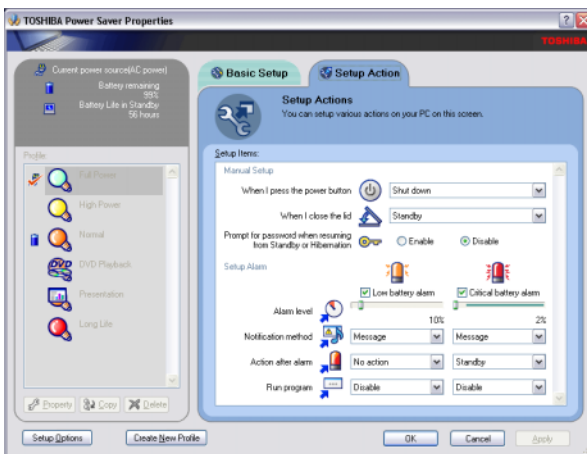 TOSHIBA Power Saver Properties
TOSHIBA
Current power source(AC power)
Battery remaining
99%
Battery Life in Standby
56 hours
Profile
Full Power
High Power
Normal
DVD Playback
Presentation
Long Life
Property
Copy
Delete
Basic Setup
Setup Action
Setup Actions
You can setup various actions on your PC on this screen.
Setup Items:
Manual Setup
When I press the power button
Shut down
When I close the lid
Standby
Prompt for password when resuming
from Standby or Hibernation
Enable
Disable
Setup Alarm
Low battery alarm
Critical battery alarm
Alarm level
10%
2%
Notification method
Message
Message
Action after alarm
No action
Standby
Run program
Disable
Disable
Setup Options
Create New Profile
OK
Cancel
Apply